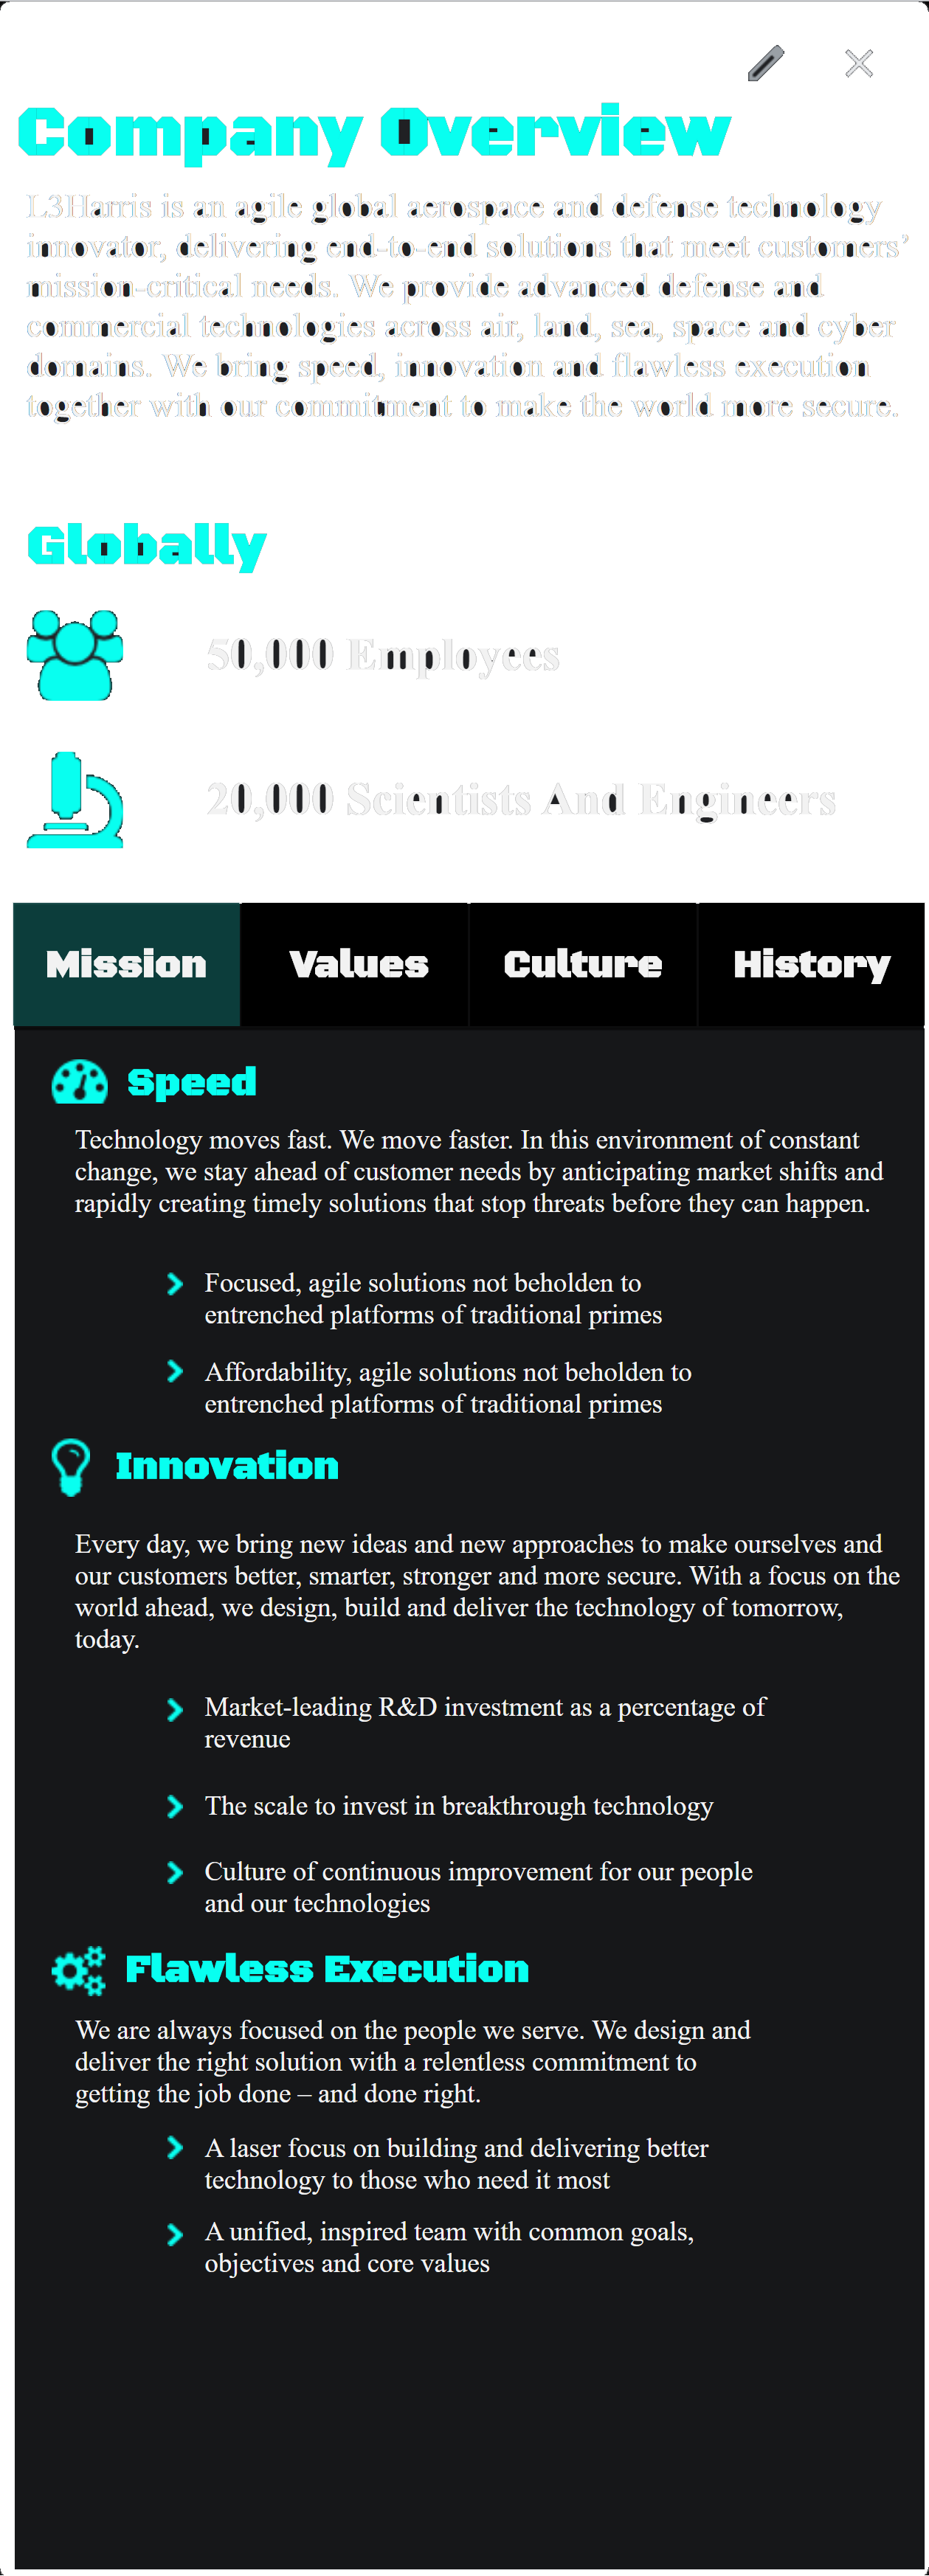 Company Overview
L3Harris is an agile global aerospace and defense technology
innovator, delivering end-to-end solutions that meet customers’
mission-critical needs. We provide advanced defense and
commercial technologies across air, land, sea, space and cyber
domains. We bring speed, innovation and flawless execution
together with our commitment to make the world more secure.
Globally
50,000 Employees
20,000 Scientists And Engineers
Mission Values Culture History
Speed
Technology moves fast. We move faster. In this environment of constant
change, we stay ahead of customer needs by anticipating market shifts and
rapidly creating timely solutions that stop threats before they can happen.
Focused, agile solutions not beholden to
entrenched platforms of traditional primes
Affordability, agile solutions not beholden to
entrenched platforms of traditional primes
Innovation
Every day, we bring new ideas and new approaches to make ourselves and
our customers better, smarter, stronger and more secure. With a focus on the
world ahead, we design, build and deliver the technology of tomorrow,
today.
Market-leading R&D investment as a percentage of
revenue
The scale to invest in breakthrough technology
Culture of continuous improvement for our people
and our technologies
Flawless Execution
We are always focused on the people we serve. We design and
deliver the right solution with a relentless commitment to
getting the job done – and done right.
A laser focus on building and delivering better
technology to those who need it most
A unified, inspired team with common goals,
objectives and core values